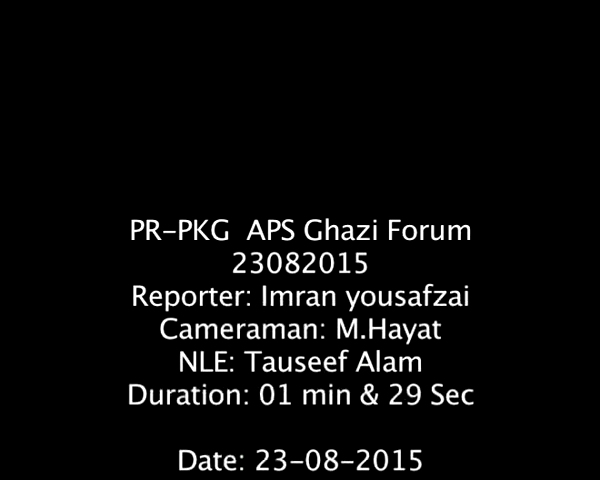 PR-PKG  APS Ghazi Forum
23082015
Reporter: Imran yousafzai
Cameraman: M.Hayat
NLE: Tauseef Alam
Duration: 01 min & 29 Sec
Date: 23-08-2015